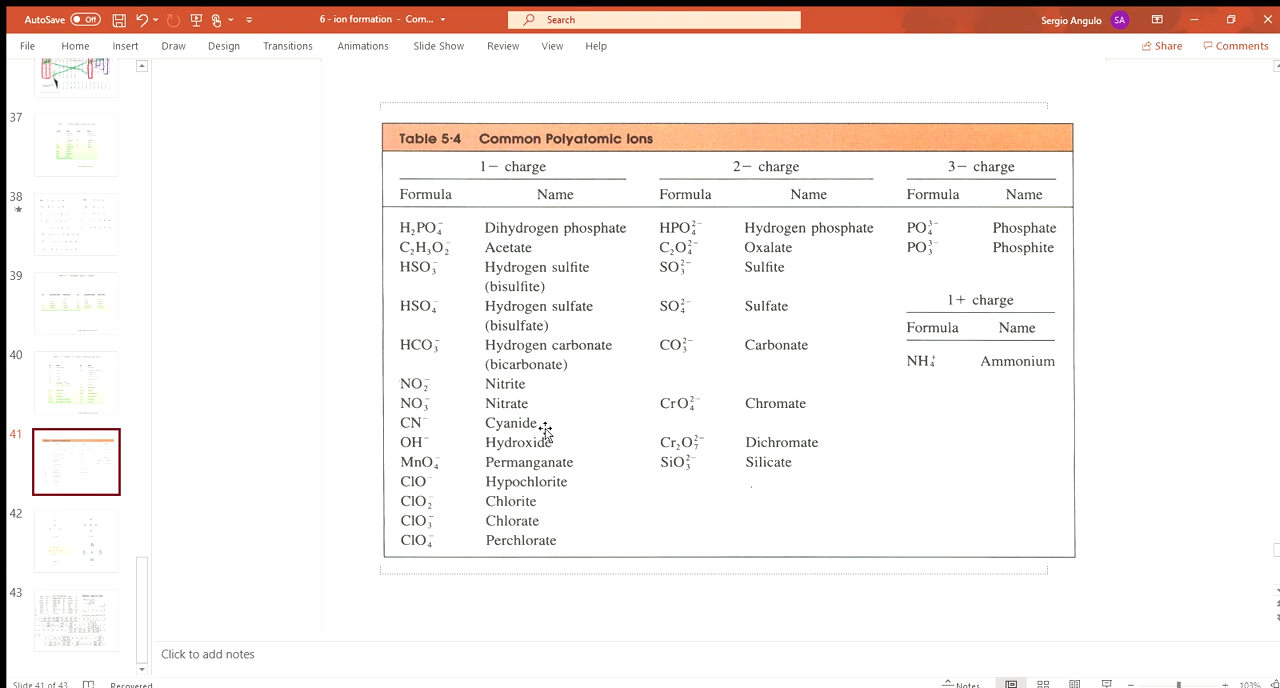 AutoSave Off 6 - ion formation - Com... Search Sergio Angulo SA
File Home Insert Draw Design Transitions Animations Slide Show Review View Help Share Comments
37
38
39
40
41
42
43
Table 5·4 Common Polyatomic Ions
1− charge 2− charge 3− charge
Formula Name Formula Name Formula Name
H₂PO₄⁻ Dihydrogen phosphate HPO₄²⁻ Hydrogen phosphate PO₄³⁻ Phosphate
C₂H₃O₂⁻ Acetate C₂O₄²⁻ Oxalate PO₃³⁻ Phosphite
HSO₃⁻ Hydrogen sulfite SO₃²⁻ Sulfite
(bisulfite)
1+ charge
HSO₄⁻ Hydrogen sulfate SO₄²⁻ Sulfate
(bisulfate)
Formula Name
HCO₃⁻ Hydrogen carbonate CO₃²⁻ Carbonate
(bicarbonate)
NH₄⁺ Ammonium
NO₂⁻ Nitrite
NO₃⁻ Nitrate CrO₄²⁻ Chromate
CN⁻ Cyanide
OH⁻ Hydroxide Cr₂O₇²⁻ Dichromate
MnO₄⁻ Permanganate SiO₃²⁻ Silicate
ClO⁻ Hypochlorite
ClO₂⁻ Chlorite
ClO₃⁻ Chlorate
ClO₄⁻ Perchlorate
Click to add notes
Slide 41 of 43 Recovered Notes 103%